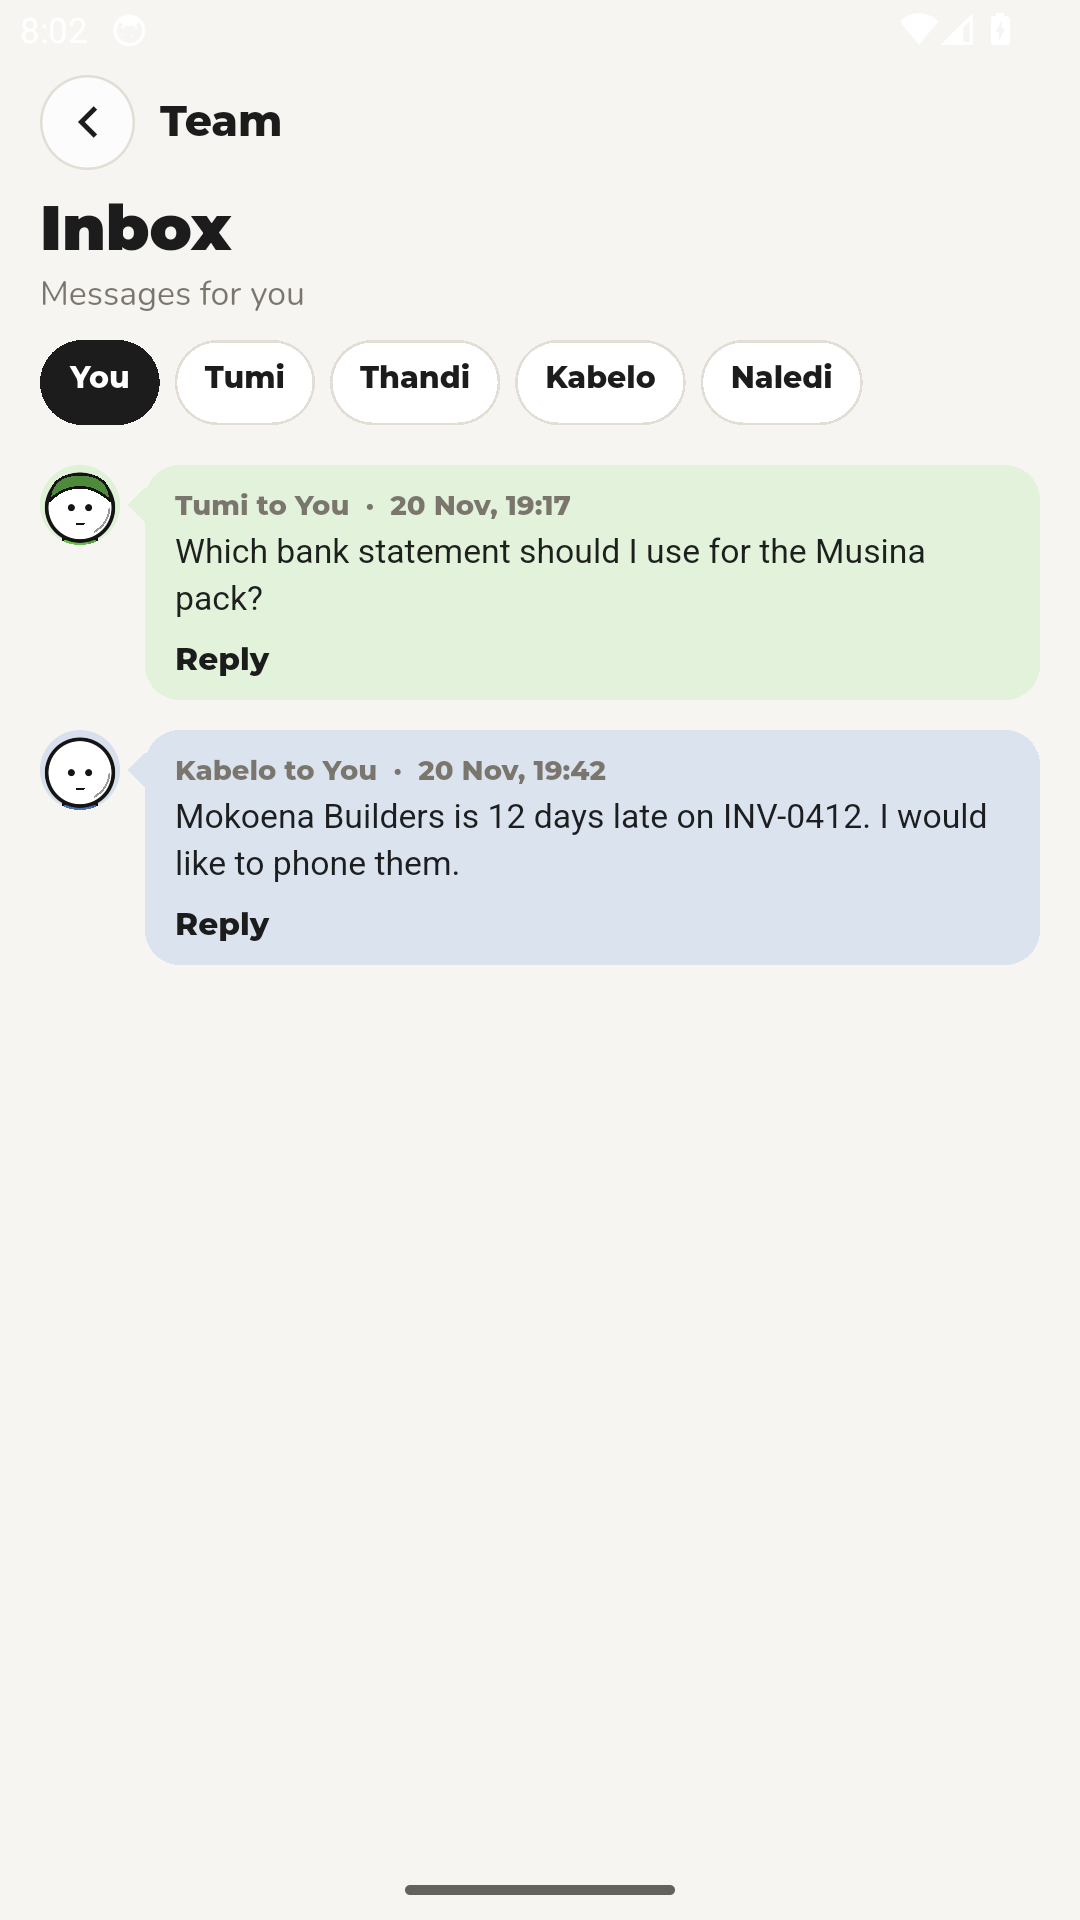 8:02
Team
Inbox
Messages for you
You Tumi Thandi Kabelo Naledi
Tumi to You · 20 Nov, 19:17
Which bank statement should I use for the Musina
pack?
Reply
Kabelo to You · 20 Nov, 19:42
Mokoena Builders is 12 days late on INV-0412. I would
like to phone them.
Reply